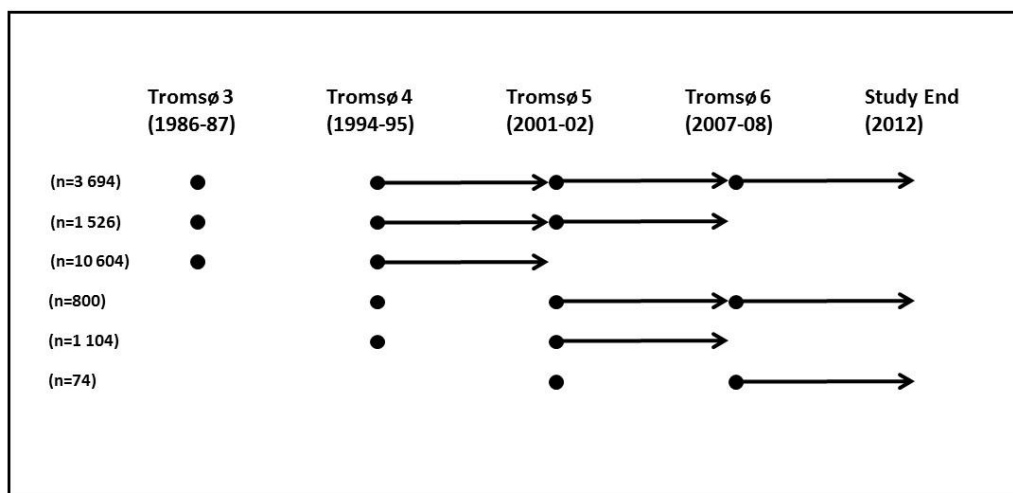 Tromsø 3 Tromsø 4 Tromsø 5 Tromsø 6 Study End
(1986-87) (1994-95) (2001-02) (2007-08) (2012)
(n=3 694)
(n=1 526)
(n=10 604)
(n=800)
(n=1 104)
(n=74)